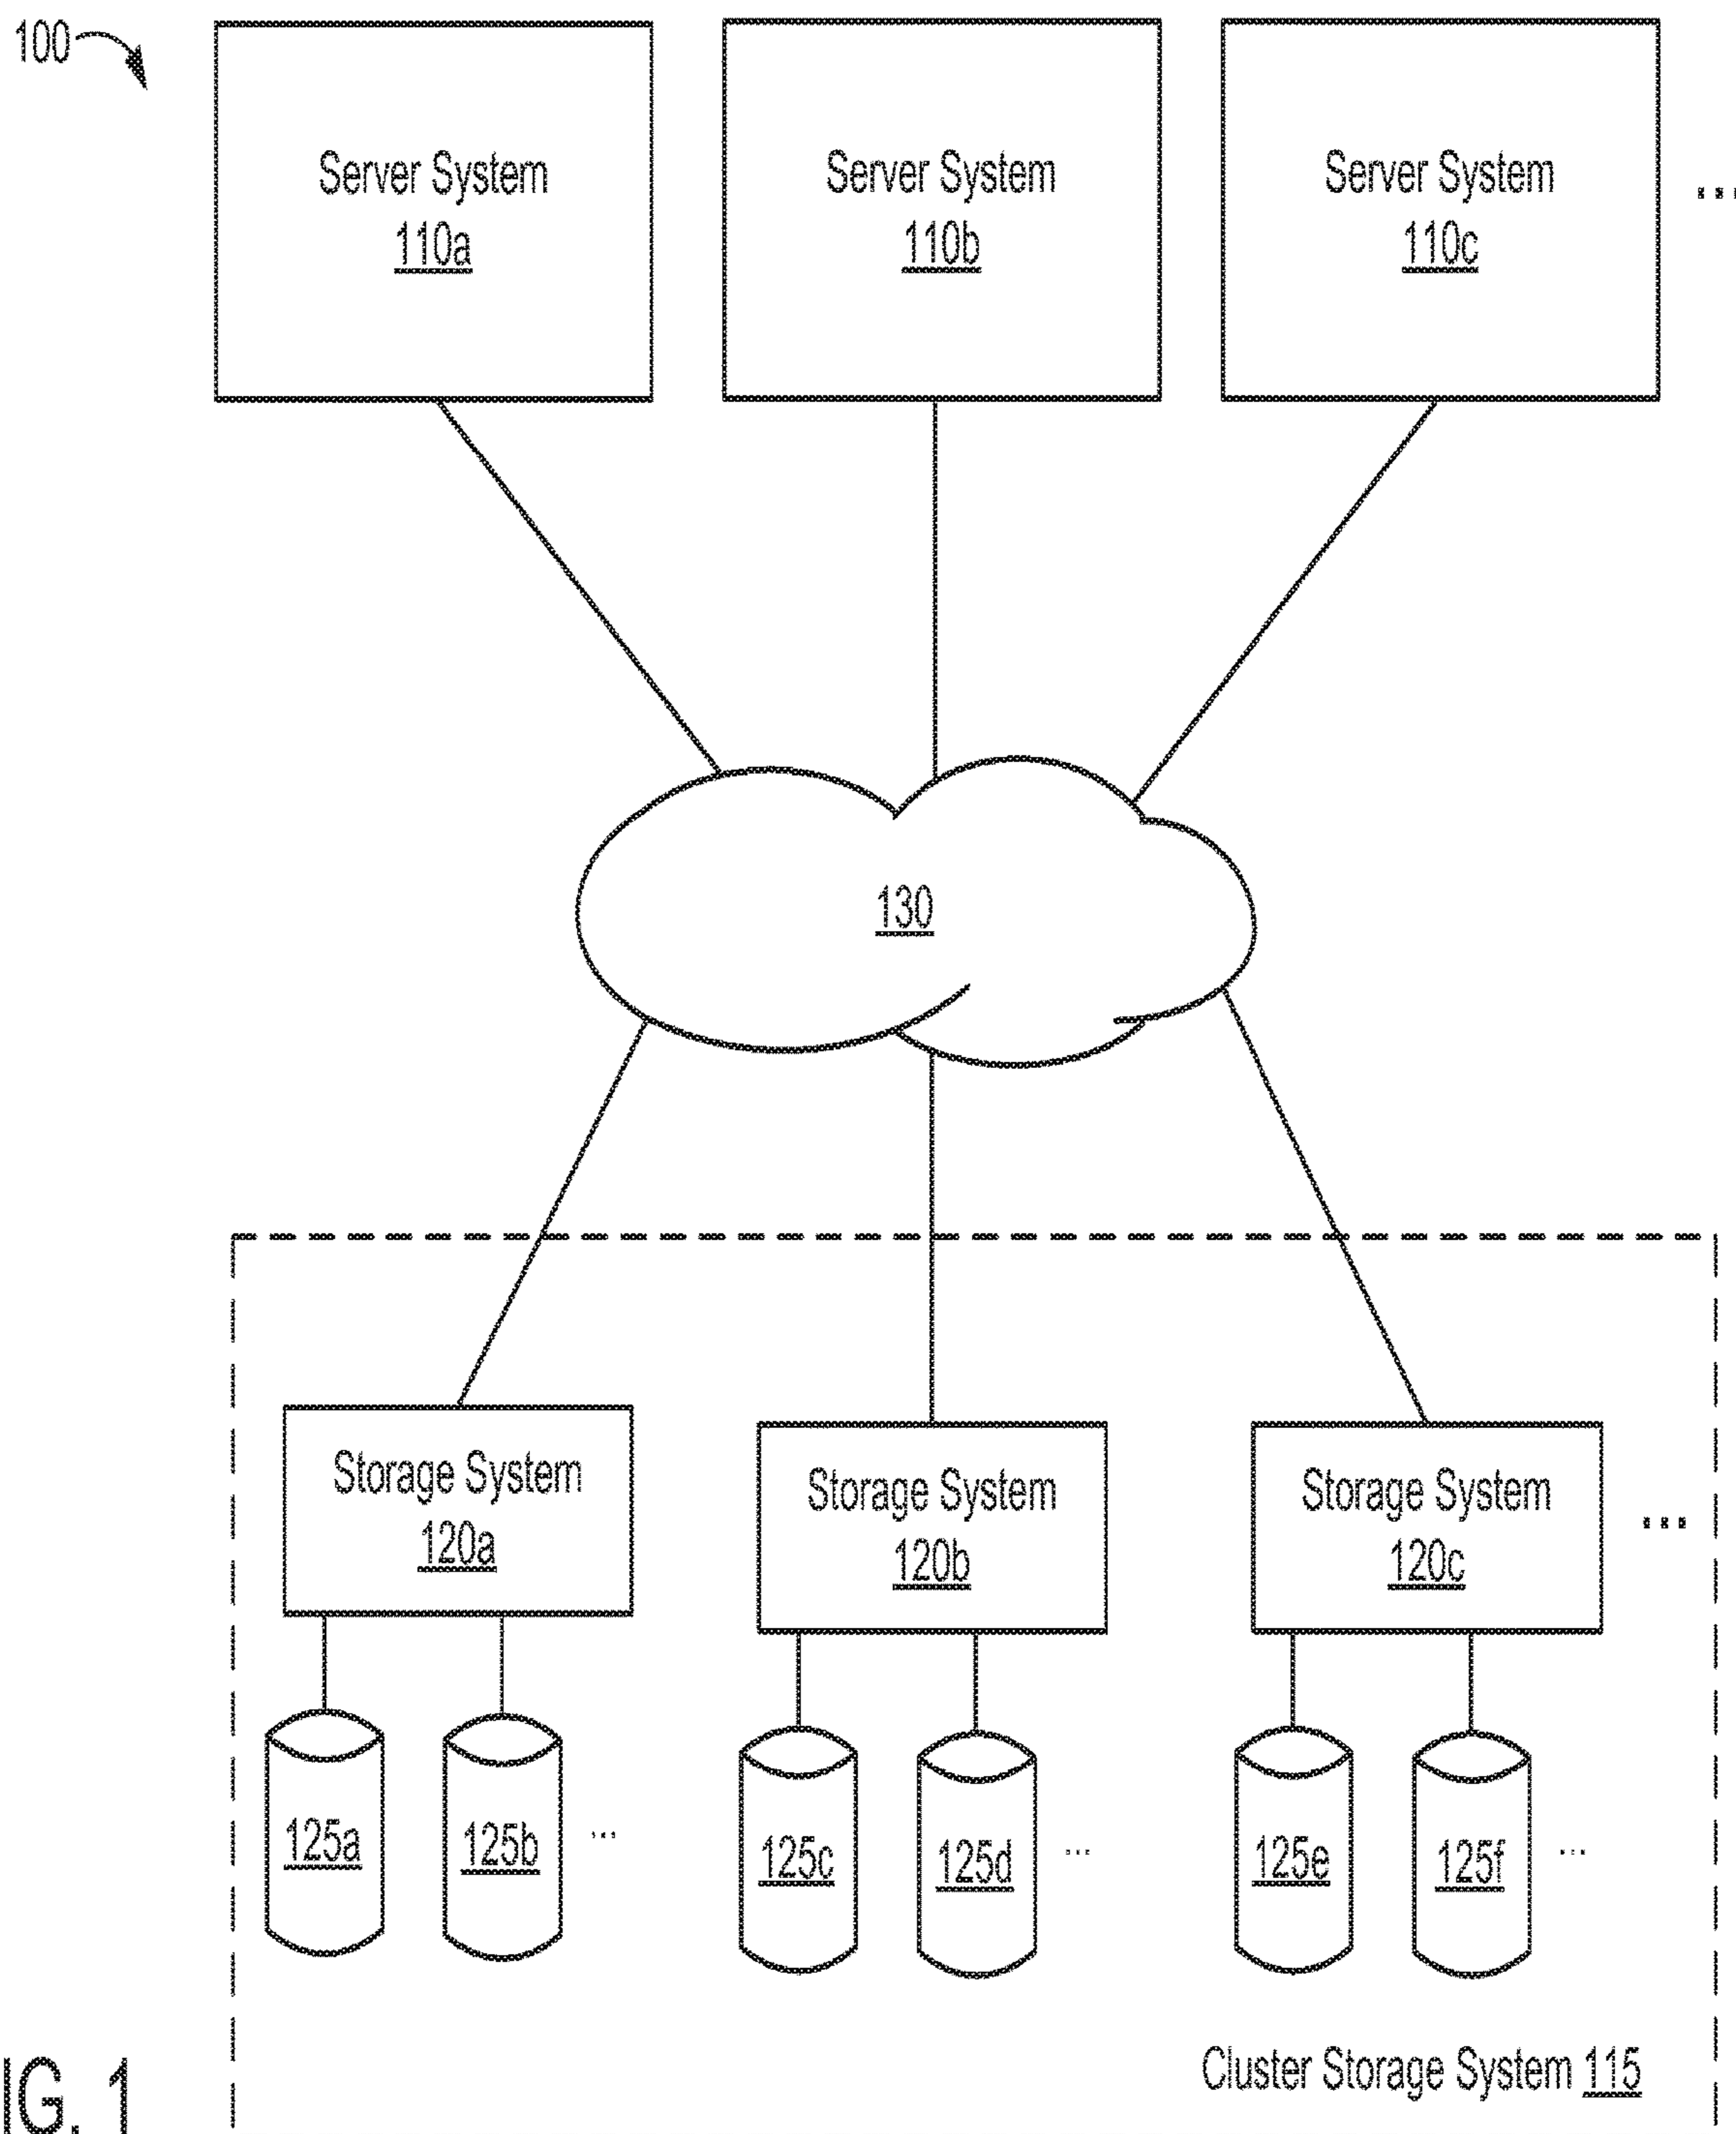 100
Server System
110a
Server System
110b
Server System
110c
...
130
Storage System
120a
Storage System
120b
Storage System
120c
...
125a
125b
...
125c
125d
...
125e
125f
...
Cluster Storage System 115
IG. 1